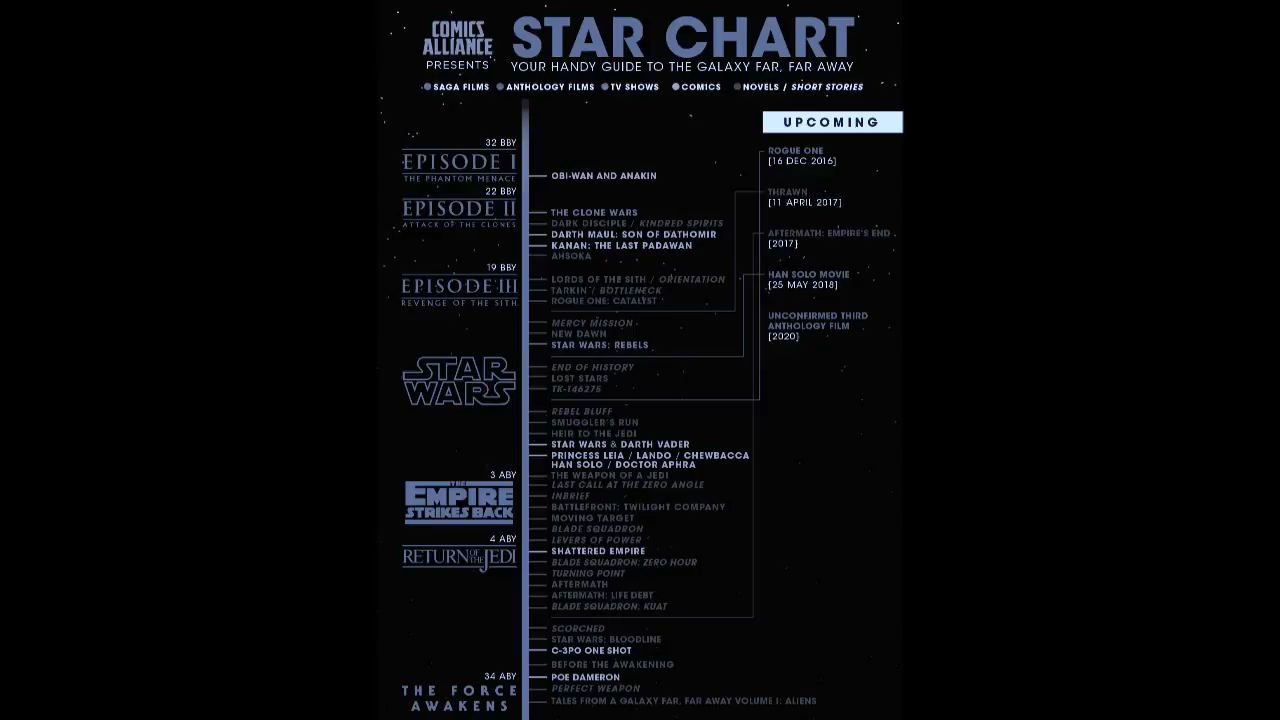 COMICS
ALLIANCE
PRESENTS
STAR CHART
YOUR HANDY GUIDE TO THE GALAXY FAR, FAR AWAY
SAGA FILMS ANTHOLOGY FILMS TV SHOWS COMICS NOVELS / SHORT STORIES
32 BBY
EPISODE I
THE PHANTOM MENACE
22 BBY
EPISODE II
ATTACK OF THE CLONES
19 BBY
EPISODE III
REVENGE OF THE SITH
STAR
WARS
3 ABY
THE
EMPIRE
STRIKES BACK
4 ABY
RETURN OF THE JEDI
34 ABY
THE FORCE
AWAKENS
OBI-WAN AND ANAKIN
THE CLONE WARS
DARK DISCIPLE / KINDRED SPIRITS
DARTH MAUL: SON OF DATHOMIR
KANAN: THE LAST PADAWAN
AHSOKA
LORDS OF THE SITH / ORIENTATION
TARKIN / BOTTLENECK
ROGUE ONE: CATALYST
MERCY MISSION
NEW DAWN
STAR WARS: REBELS
END OF HISTORY
LOST STARS
TK-146275
REBEL BLUFF
SMUGGLER'S RUN
HEIR TO THE JEDI
STAR WARS & DARTH VADER
PRINCESS LEIA / LANDO / CHEWBACCA
HAN SOLO / DOCTOR APHRA
THE WEAPON OF A JEDI
LAST CALL AT THE ZERO ANGLE
INBRIEF
BATTLEFRONT: TWILIGHT COMPANY
MOVING TARGET
BLADE SQUADRON
LEVERS OF POWER
SHATTERED EMPIRE
BLADE SQUADRON: ZERO HOUR
TURNING POINT
AFTERMATH
AFTERMATH: LIFE DEBT
BLADE SQUADRON: KUAT
SCORCHED
STAR WARS: BLOODLINE
C-3PO ONE SHOT
BEFORE THE AWAKENING
POE DAMERON
PERFECT WEAPON
TALES FROM A GALAXY FAR, FAR AWAY VOLUME I: ALIENS
UPCOMING
ROGUE ONE
[16 DEC 2016]
THRAWN
[11 APRIL 2017]
AFTERMATH: EMPIRE'S END
[2017]
HAN SOLO MOVIE
[25 MAY 2018]
UNCONFIRMED THIRD
ANTHOLOGY FILM
[2020]